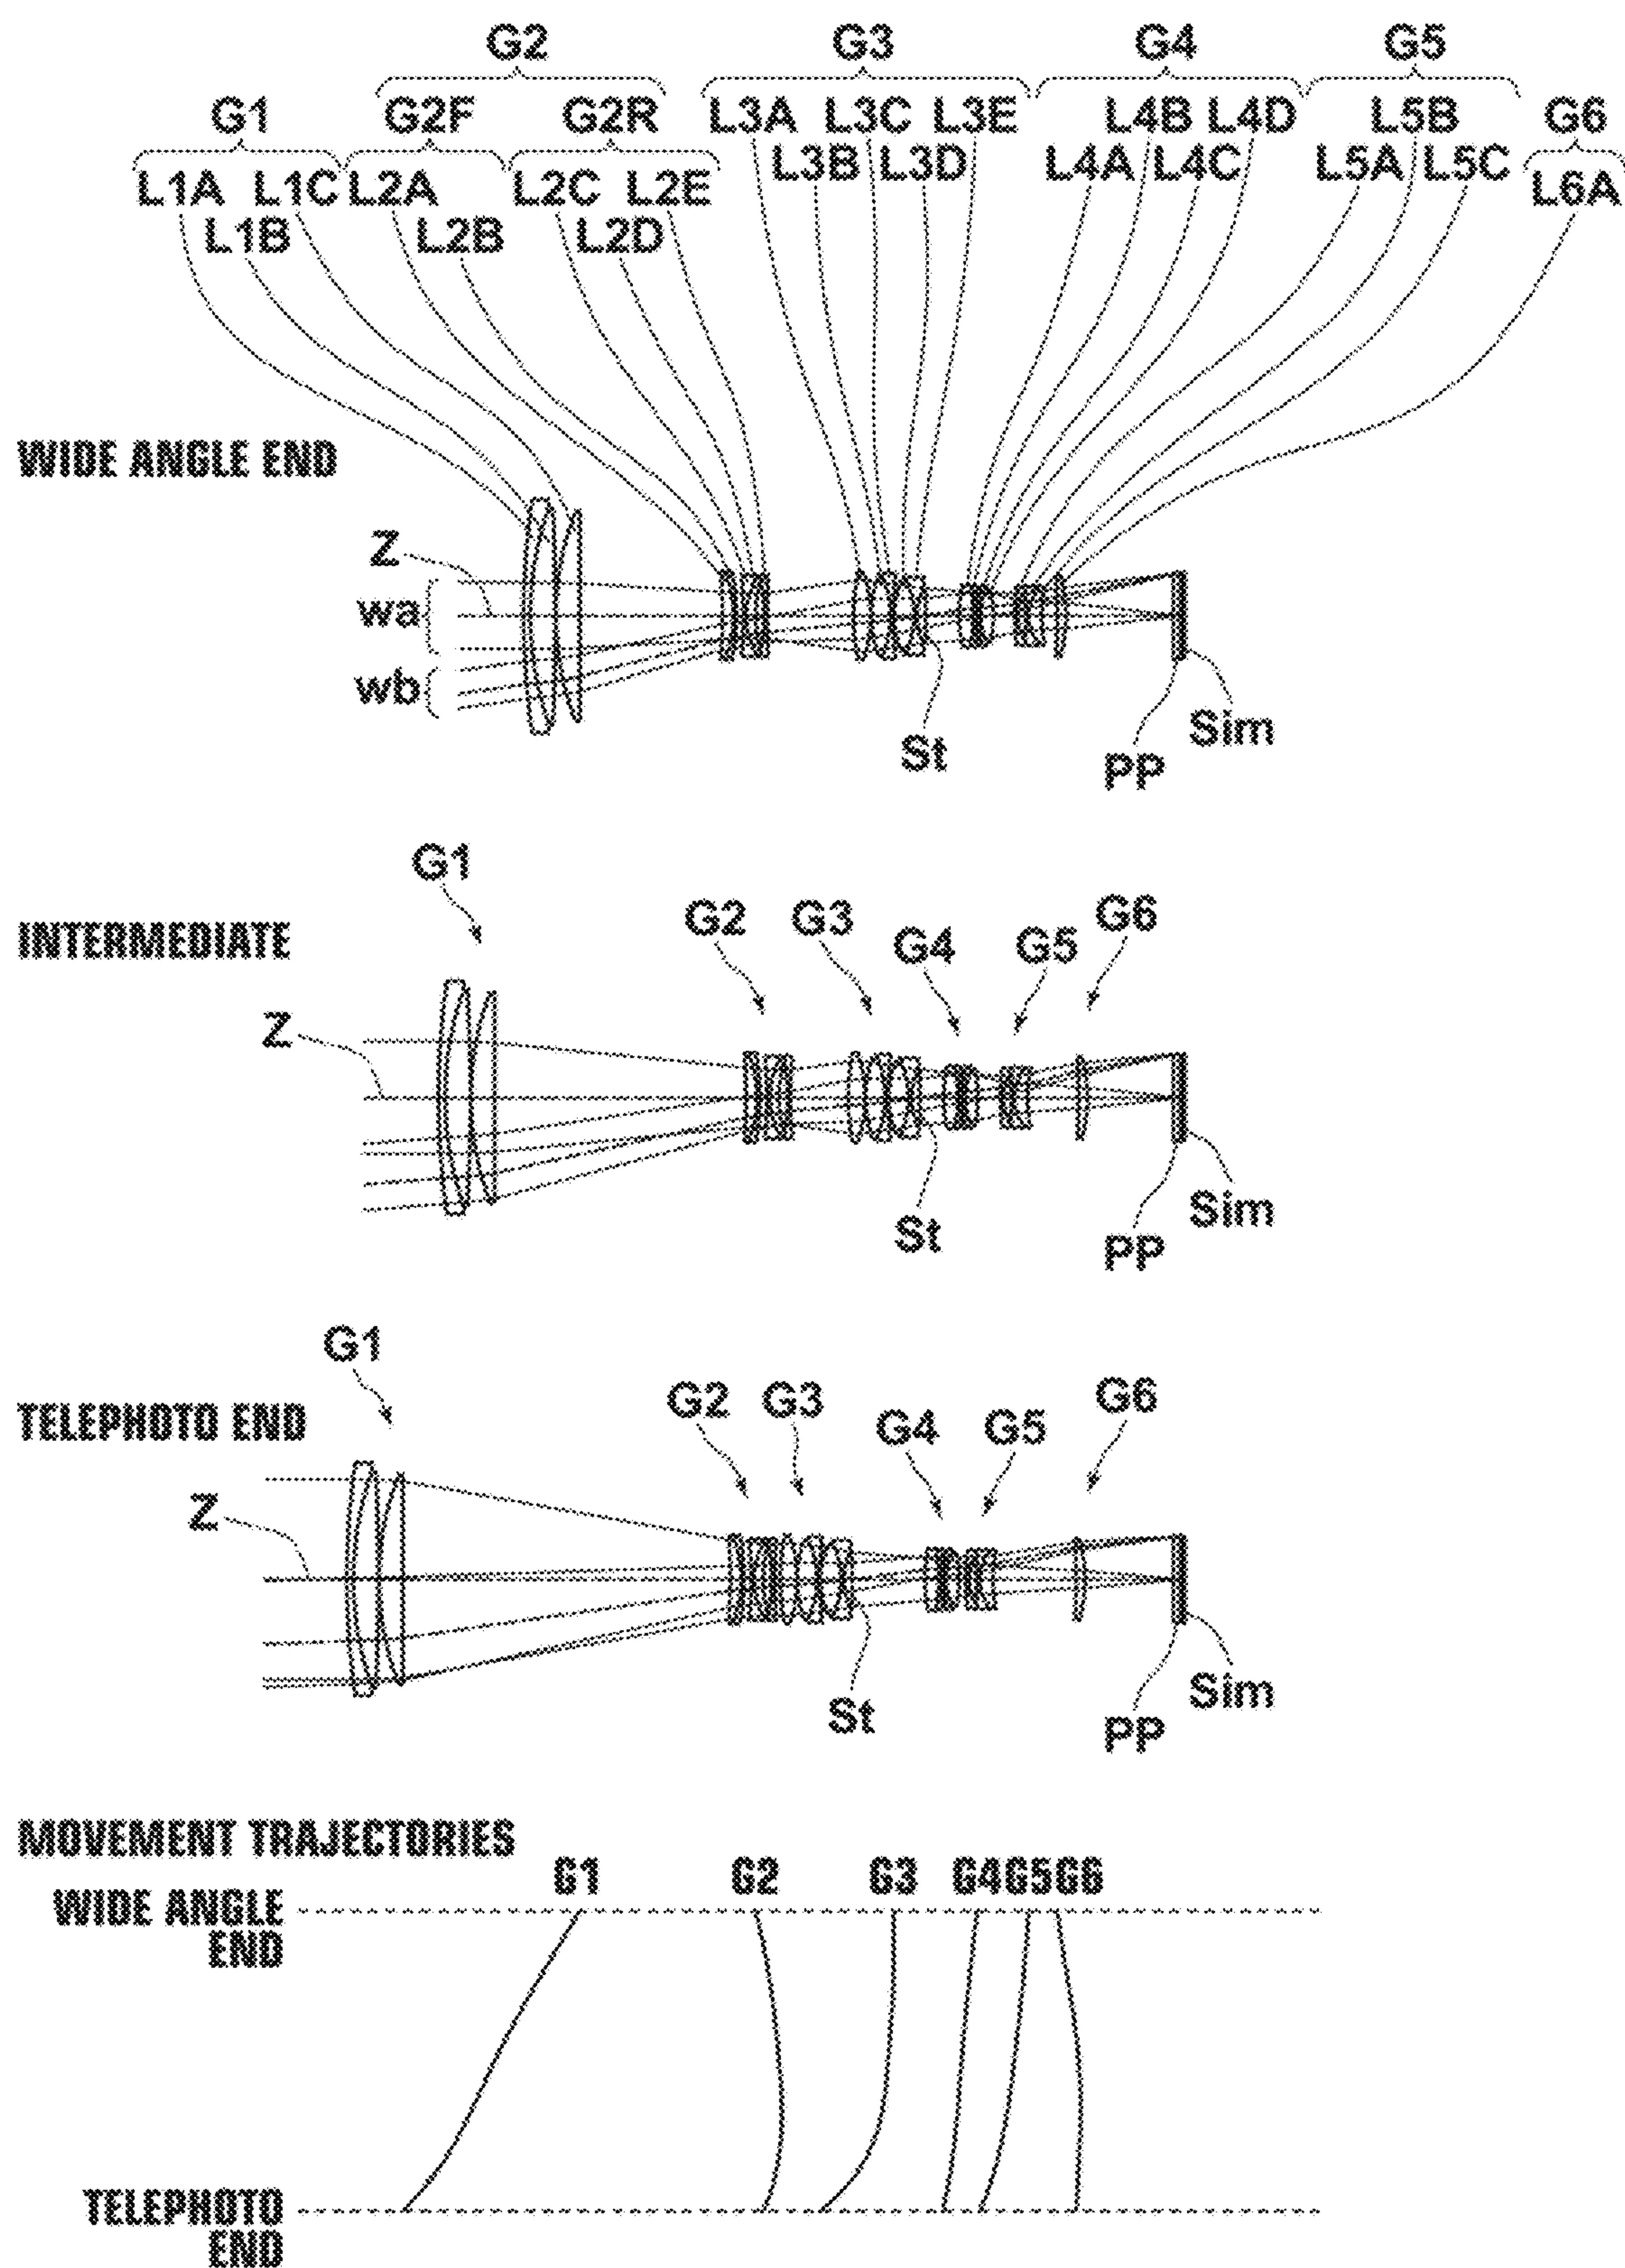 G2 G3 G4 G5
G1 G2F G2R L3A L3C L3E L4B L4D L5B G6
L3B L3D L4A L4C L5A L5C
L1A L1C L2A L2C L2E L6A
L1B L2B L2D
WIDE ANGLE END
Z
wa
wb
St
Sim
PP
G1
INTERMEDIATE
G2 G3 G4 G5 G6
Z
St
Sim
PP
G1
TELEPHOTO END
G2 G3 G4 G5 G6
Z
St
Sim
PP
MOVEMENT TRAJECTORIES
G1 G2 G3 G4 G5 G6
WIDE ANGLE
END
TELEPHOTO
END